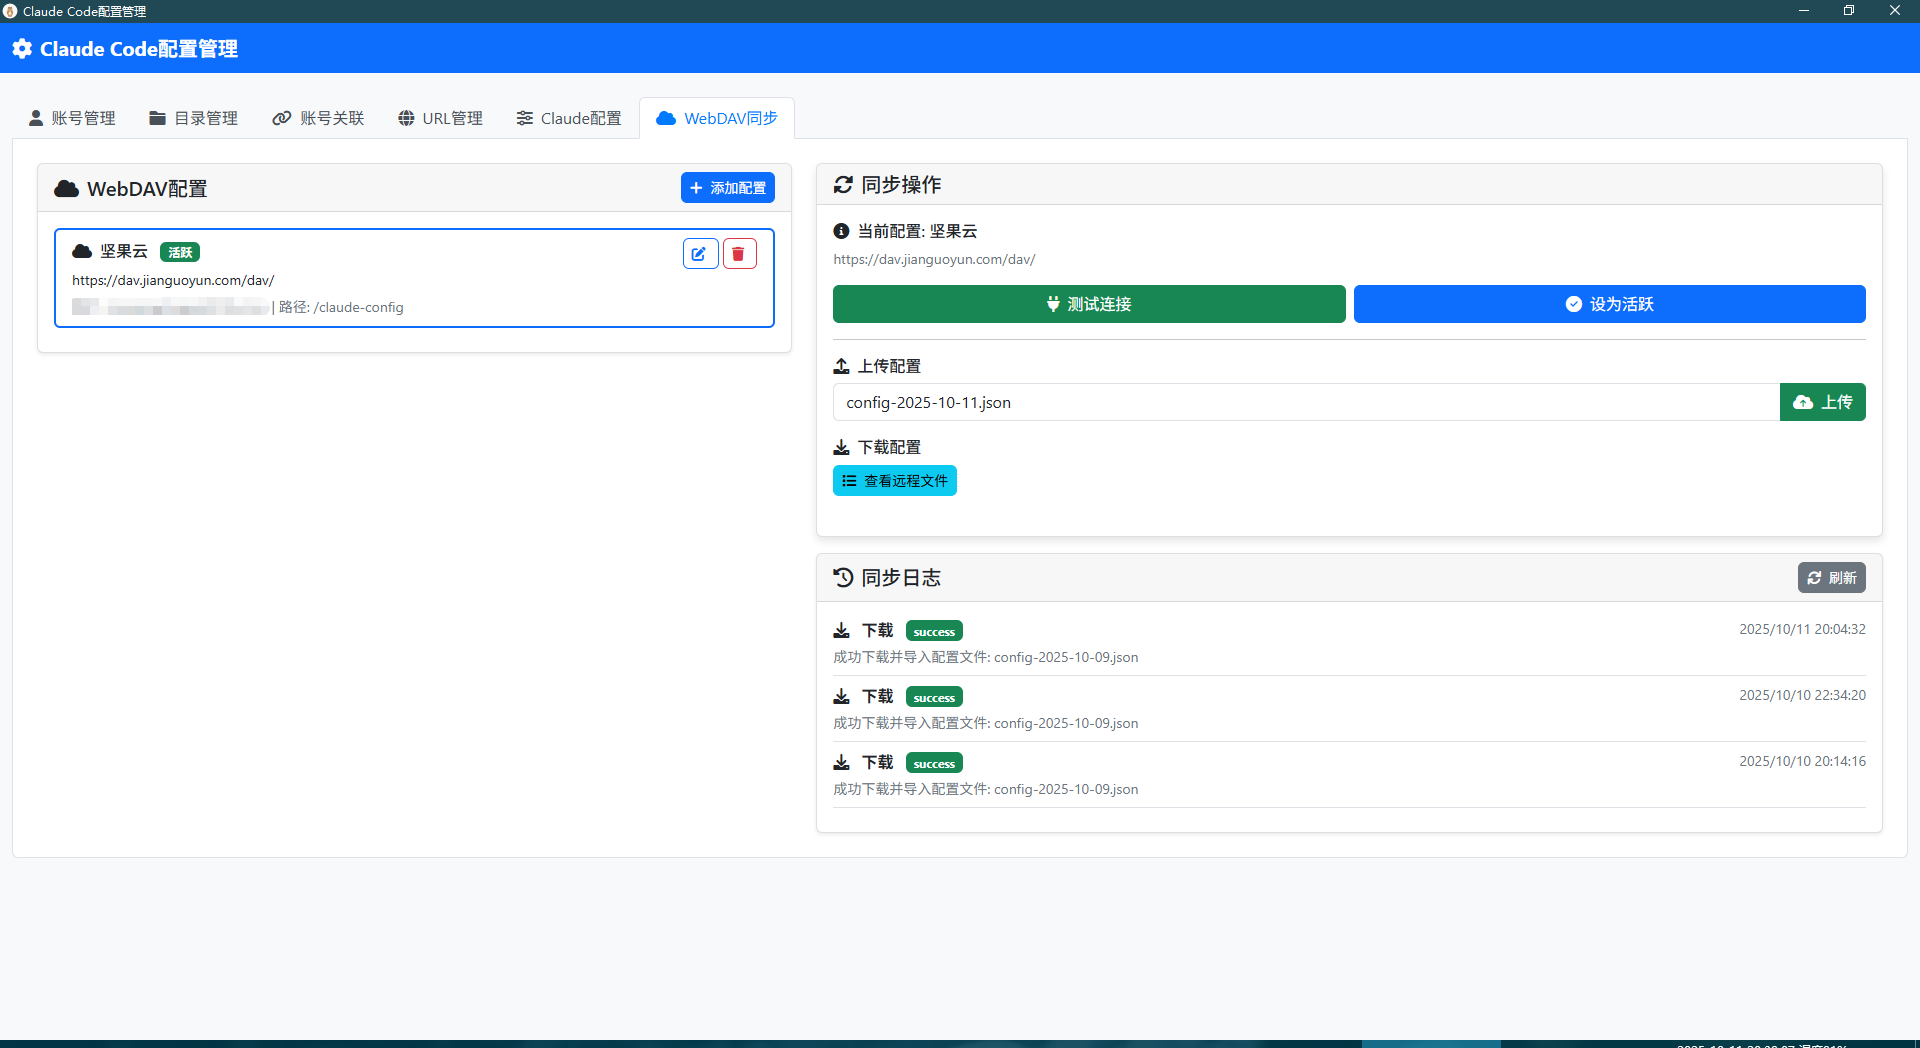 Claude Code配置管理
Claude Code配置管理
账号管理
目录管理
账号关联
URL管理
Claude配置
WebDAV同步
WebDAV配置
添加配置
坚果云 活跃
https://dav.jianguoyun.com/dav/
| 路径: /claude-config
同步操作
当前配置: 坚果云
https://dav.jianguoyun.com/dav/
测试连接
设为活跃
上传配置
config-2025-10-11.json
上传
下载配置
查看远程文件
同步日志
刷新
下载 success 2025/10/11 20:04:32
成功下载并导入配置文件: config-2025-10-09.json
下载 success 2025/10/10 22:34:20
成功下载并导入配置文件: config-2025-10-09.json
下载 success 2025/10/10 20:14:16
成功下载并导入配置文件: config-2025-10-09.json